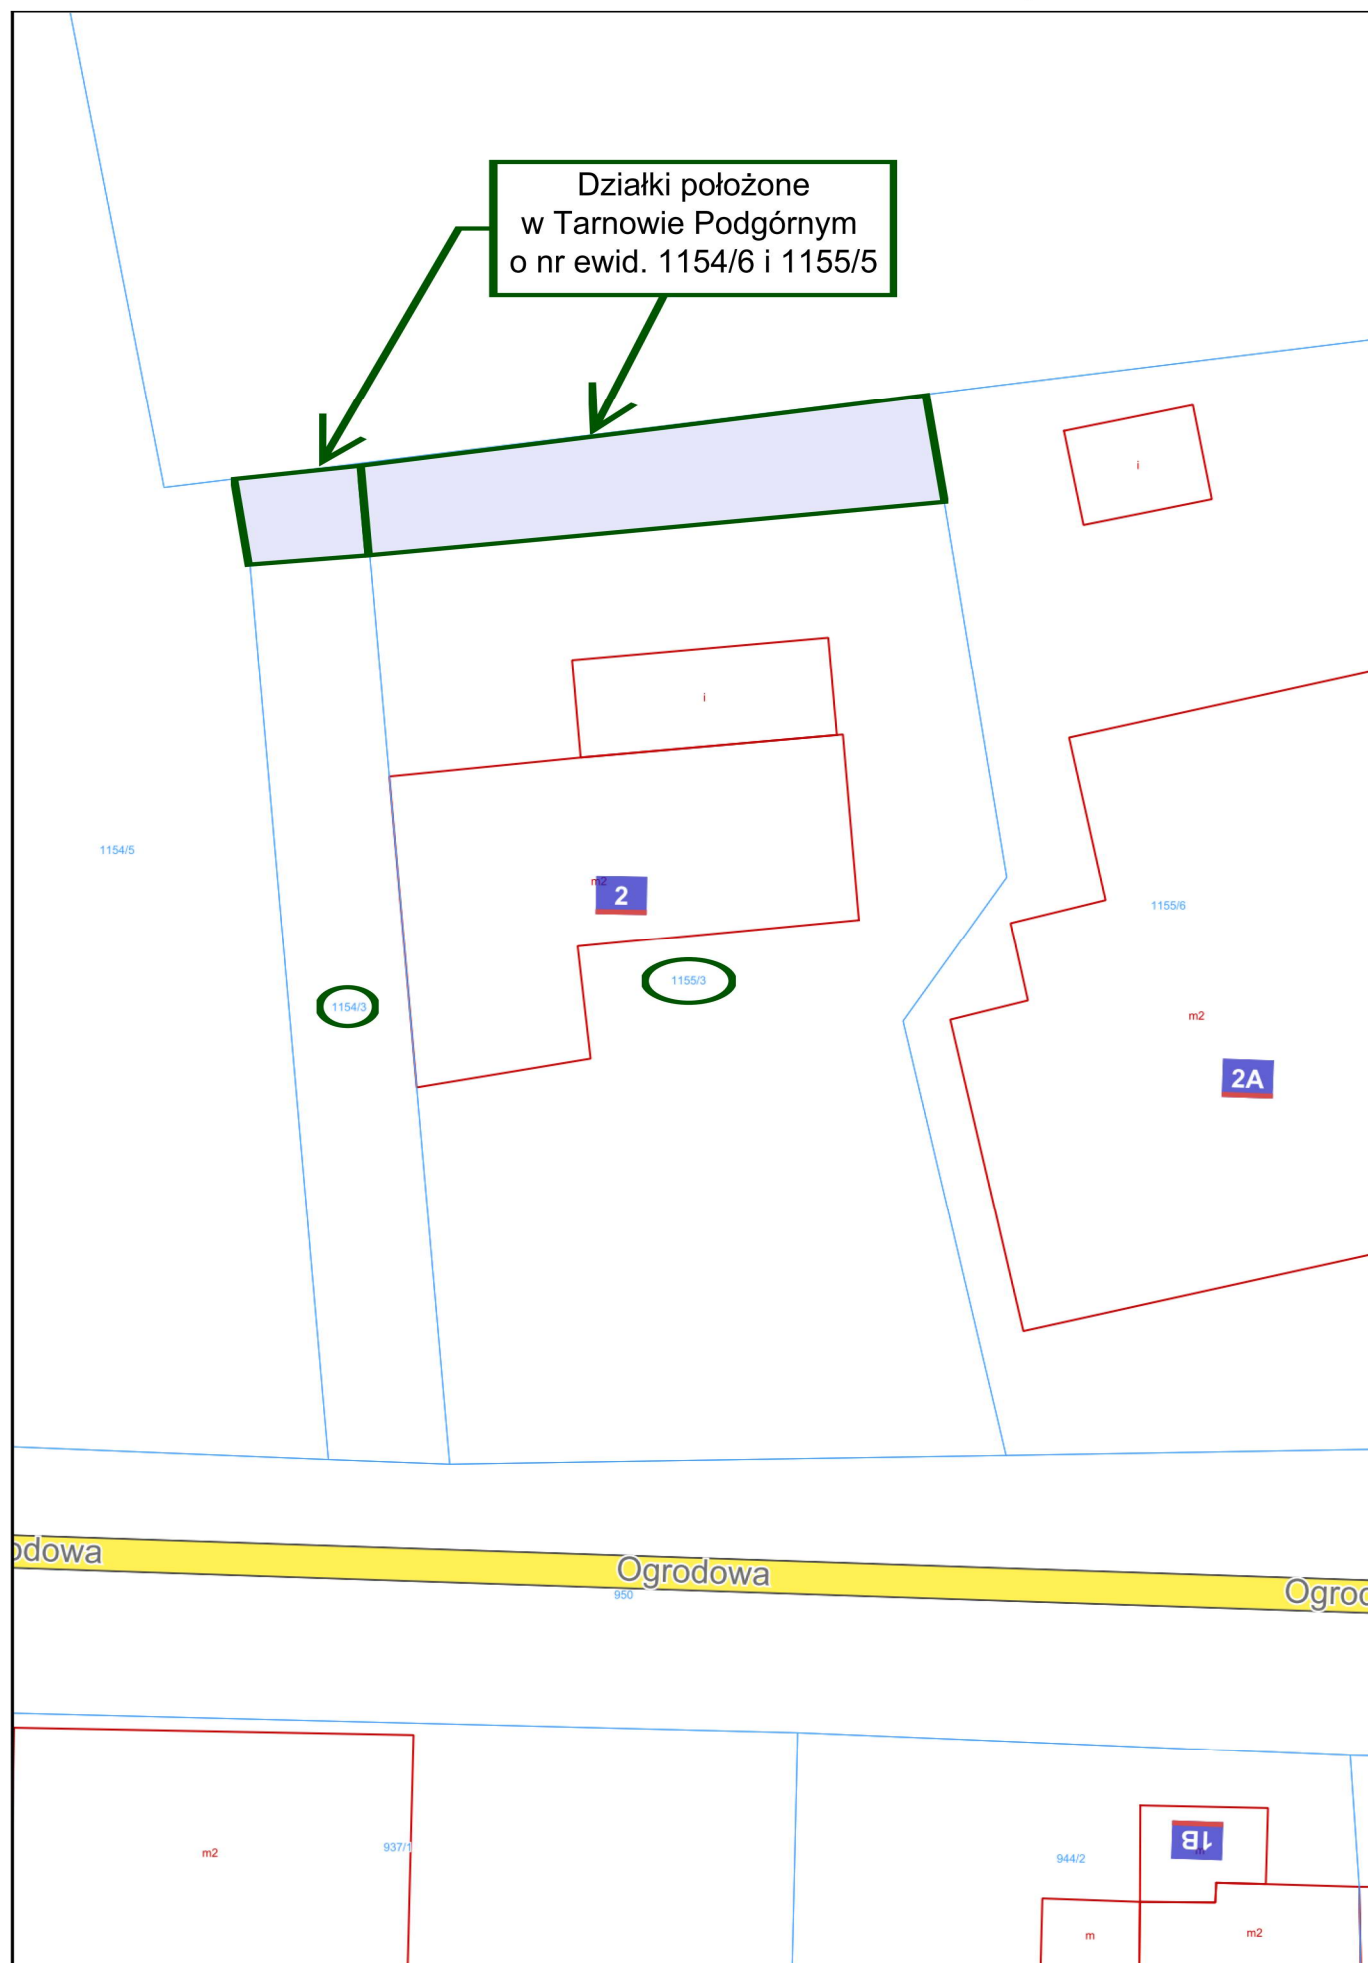 Działki położone
w Tarnowie Podgórnym
o nr ewid. 1154/6 i 1155/5
i
i
1154/5
m2
2
1155/6
1155/3
1154/3
m2
2A
odowa
Ogrodowa
Ogrod
950
m2
937/1
944/2
1B
m
m
m2